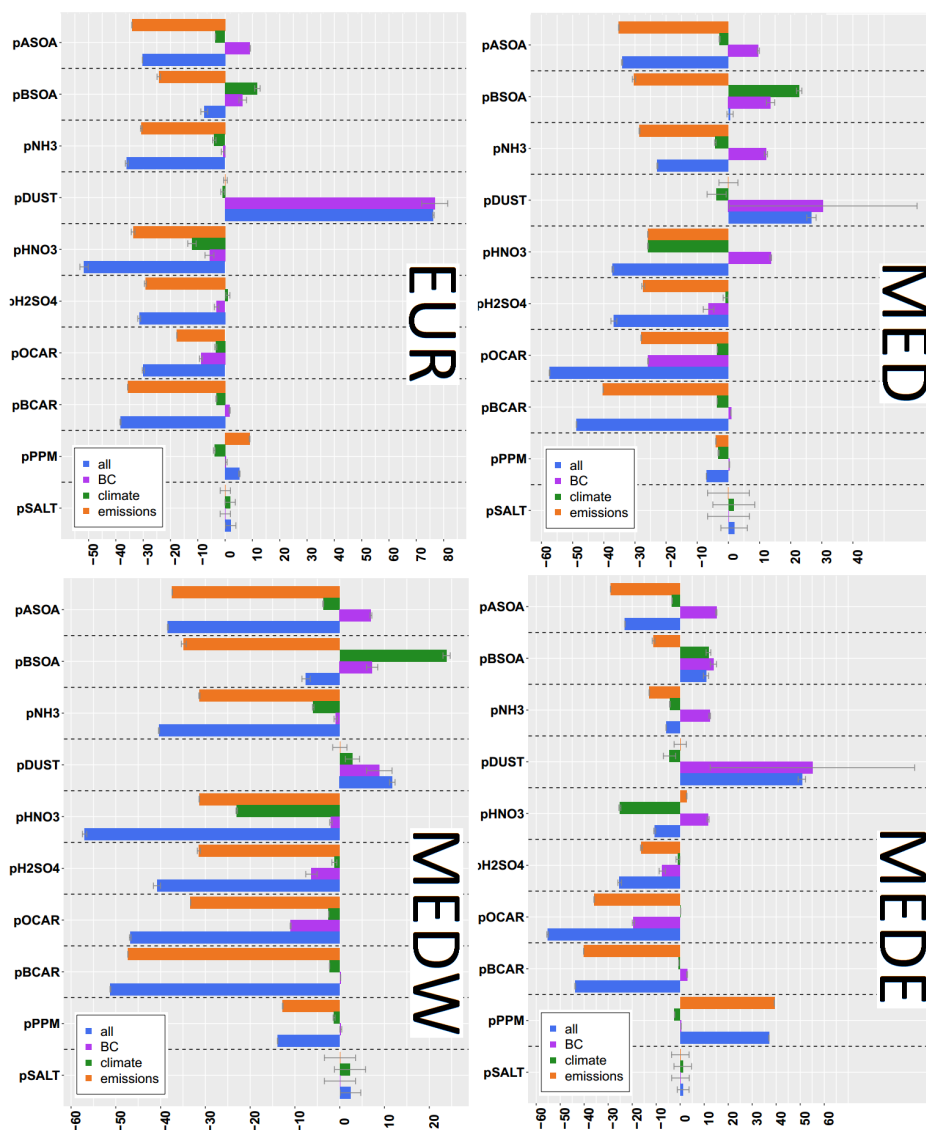 pASOA
pBSOA
pNH3
pDUST
pHNO3
pH2SO4
pOCAR
pBCAR
pPPM
pSALT
EUR
all
BC
climate
emissions
-50 -40 -30 -20 -10 0 10 20 30 40 50 60 70 80
pASOA
pBSOA
pNH3
pDUST
pHNO3
pH2SO4
pOCAR
pBCAR
pPPM
pSALT
MED
all
BC
climate
emissions
-60 -50 -40 -30 -20 -10 0 10 20 30 40
pASOA
pBSOA
pNH3
pDUST
pHNO3
pH2SO4
pOCAR
pBCAR
pPPM
pSALT
MEDW
all
BC
climate
emissions
-60 -50 -40 -30 -20 -10 0 10 20
pASOA
pBSOA
pNH3
pDUST
pHNO3
pH2SO4
pOCAR
pBCAR
pPPM
pSALT
MEDE
all
BC
climate
emissions
-60 -50 -40 -30 -20 -10 0 10 20 30 40 50 60